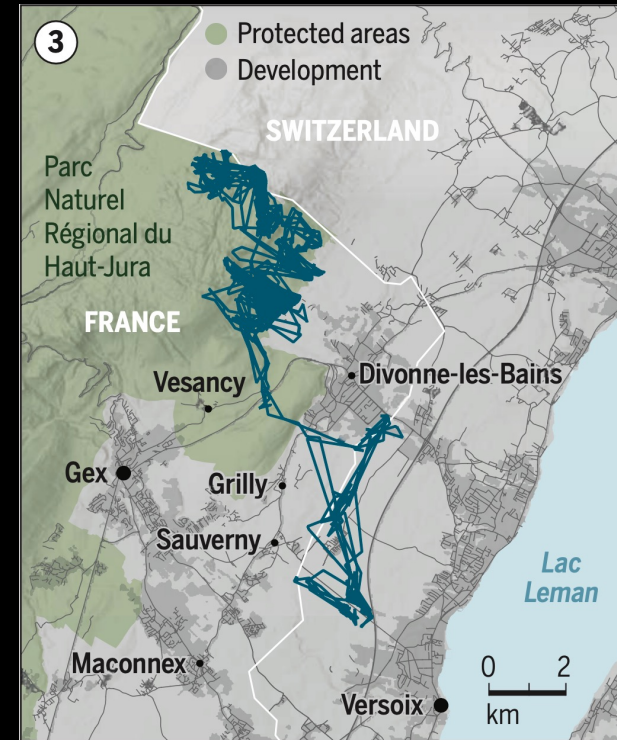 3
Protected areas
Development
SWITZERLAND
Parc
Naturel
Régional du
Haut-Jura
FRANCE
Vesancy
Divonne-les-Bains
Gex
Grilly
Sauverny
Lac
Leman
Maconnex
Versoix
0 2
km